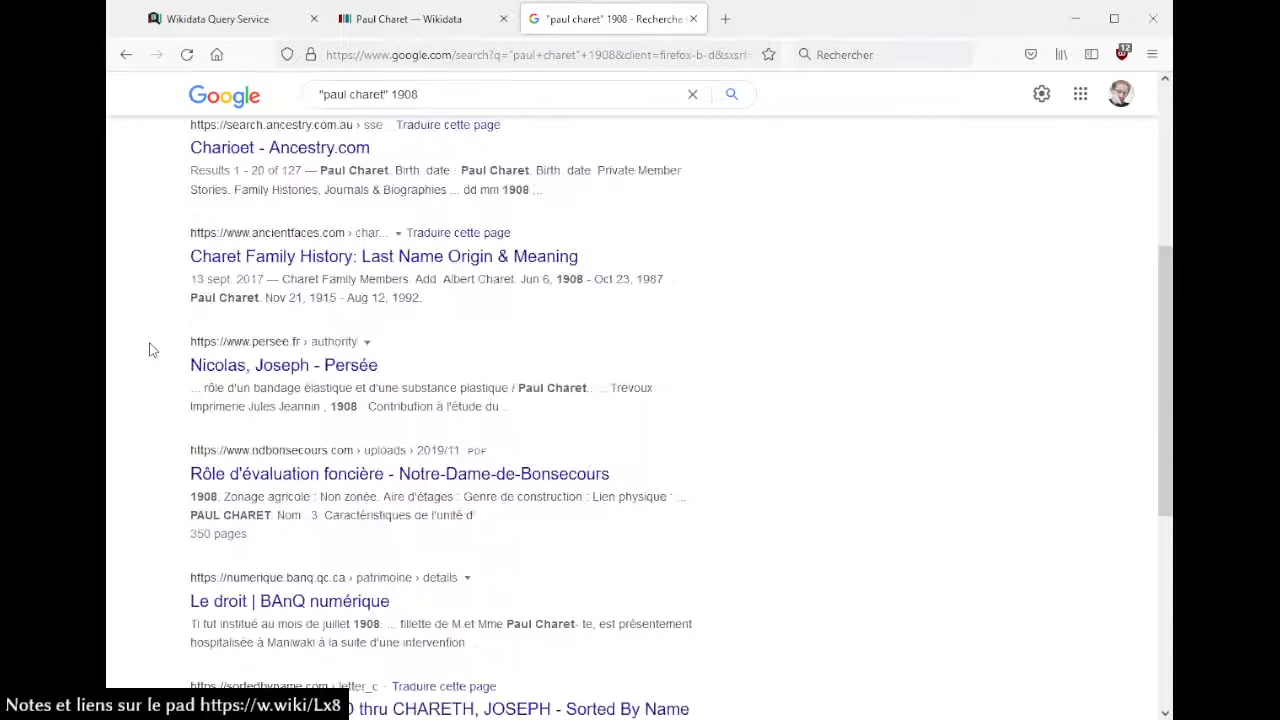 Wikidata Query Service
Paul Charet — Wikidata
"paul charet" 1908 - Recherche
https://www.google.com/search?q="paul+charet"+1908&client=firefox-b-d&sxsrf=
Rechercher
12
Google
"paul charet" 1908
https://search.ancestry.com.au › sse Traduire cette page
Charioet - Ancestry.com
Results 1 - 20 of 127 — Paul Charet. Birth. date · Paul Charet. Birth. date. Private Member
Stories. Family Histories, Journals & Biographies ... dd mm 1908 ...
https://www.ancientfaces.com › char... Traduire cette page
Charet Family History: Last Name Origin & Meaning
13 sept. 2017 — Charet Family Members. Add. Albert Charet. Jun 6, 1908 - Oct 23, 1987
Paul Charet. Nov 21, 1915 - Aug 12, 1992.
https://www.persee.fr › authority
Nicolas, Joseph - Persée
... rôle d'un bandage élastique et d'une substance plastique / Paul Charet.. ... Trévoux
Imprimerie Jules Jeannin , 1908 Contribution à l'étude du ...
https://www.ndbonsecours.com › uploads › 2019/11 PDF
Rôle d'évaluation foncière - Notre-Dame-de-Bonsecours
1908. Zonage agricole : Non zonée. Aire d'étages : Genre de construction : Lien physique : ...
PAUL CHARET. Nom 3. Caractéristiques de l'unité d'
350 pages
https://numerique.banq.qc.ca › patrimoine › details
Le droit | BAnQ numérique
Ti fut institué au mois de juillet 1908. ... fillette de M et Mme Paul Charet- te, est présentement
hospitalisée à Maniwaki à la suite d'une intervention
https://sortedbyname.com › letter_c Traduire cette page
thru CHARETH, JOSEPH - Sorted By Name
Notes et liens sur le pad https://w.wiki/Lx8